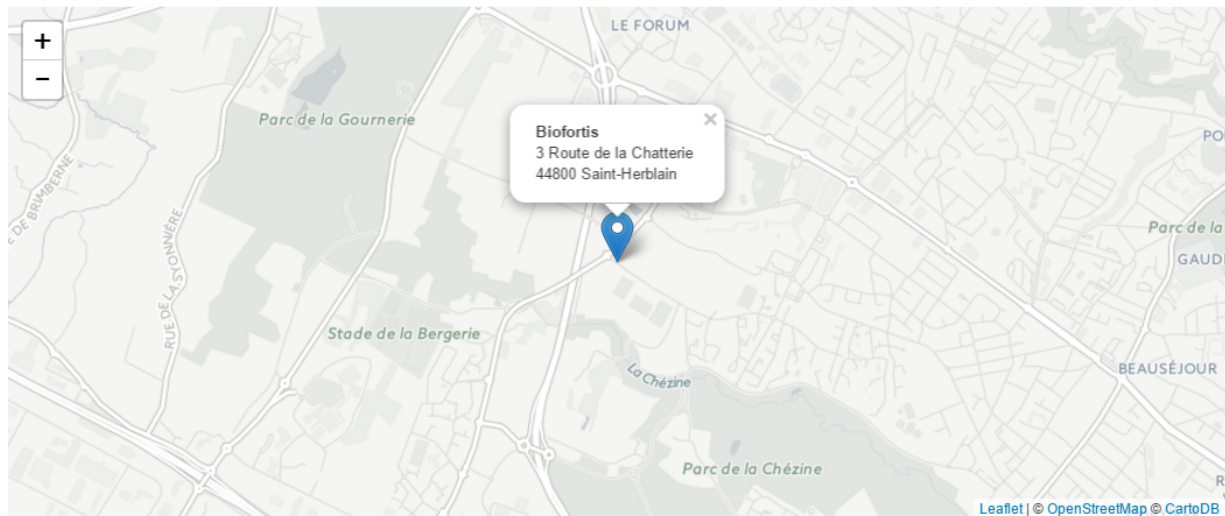 LE FORUM
+
−
Biofortis
3 Route de la Chatterie
44800 Saint-Herblain
×
Parc de la Gournerie
E DE BRIMBERNE
RUE DE LA SYONNIÈRE
PO
Parc de la
GAUD
Stade de la Bergerie
La Chézine
BEAUSÉJOUR
Parc de la Chézine
R
Leaflet | © OpenStreetMap © CartoDB